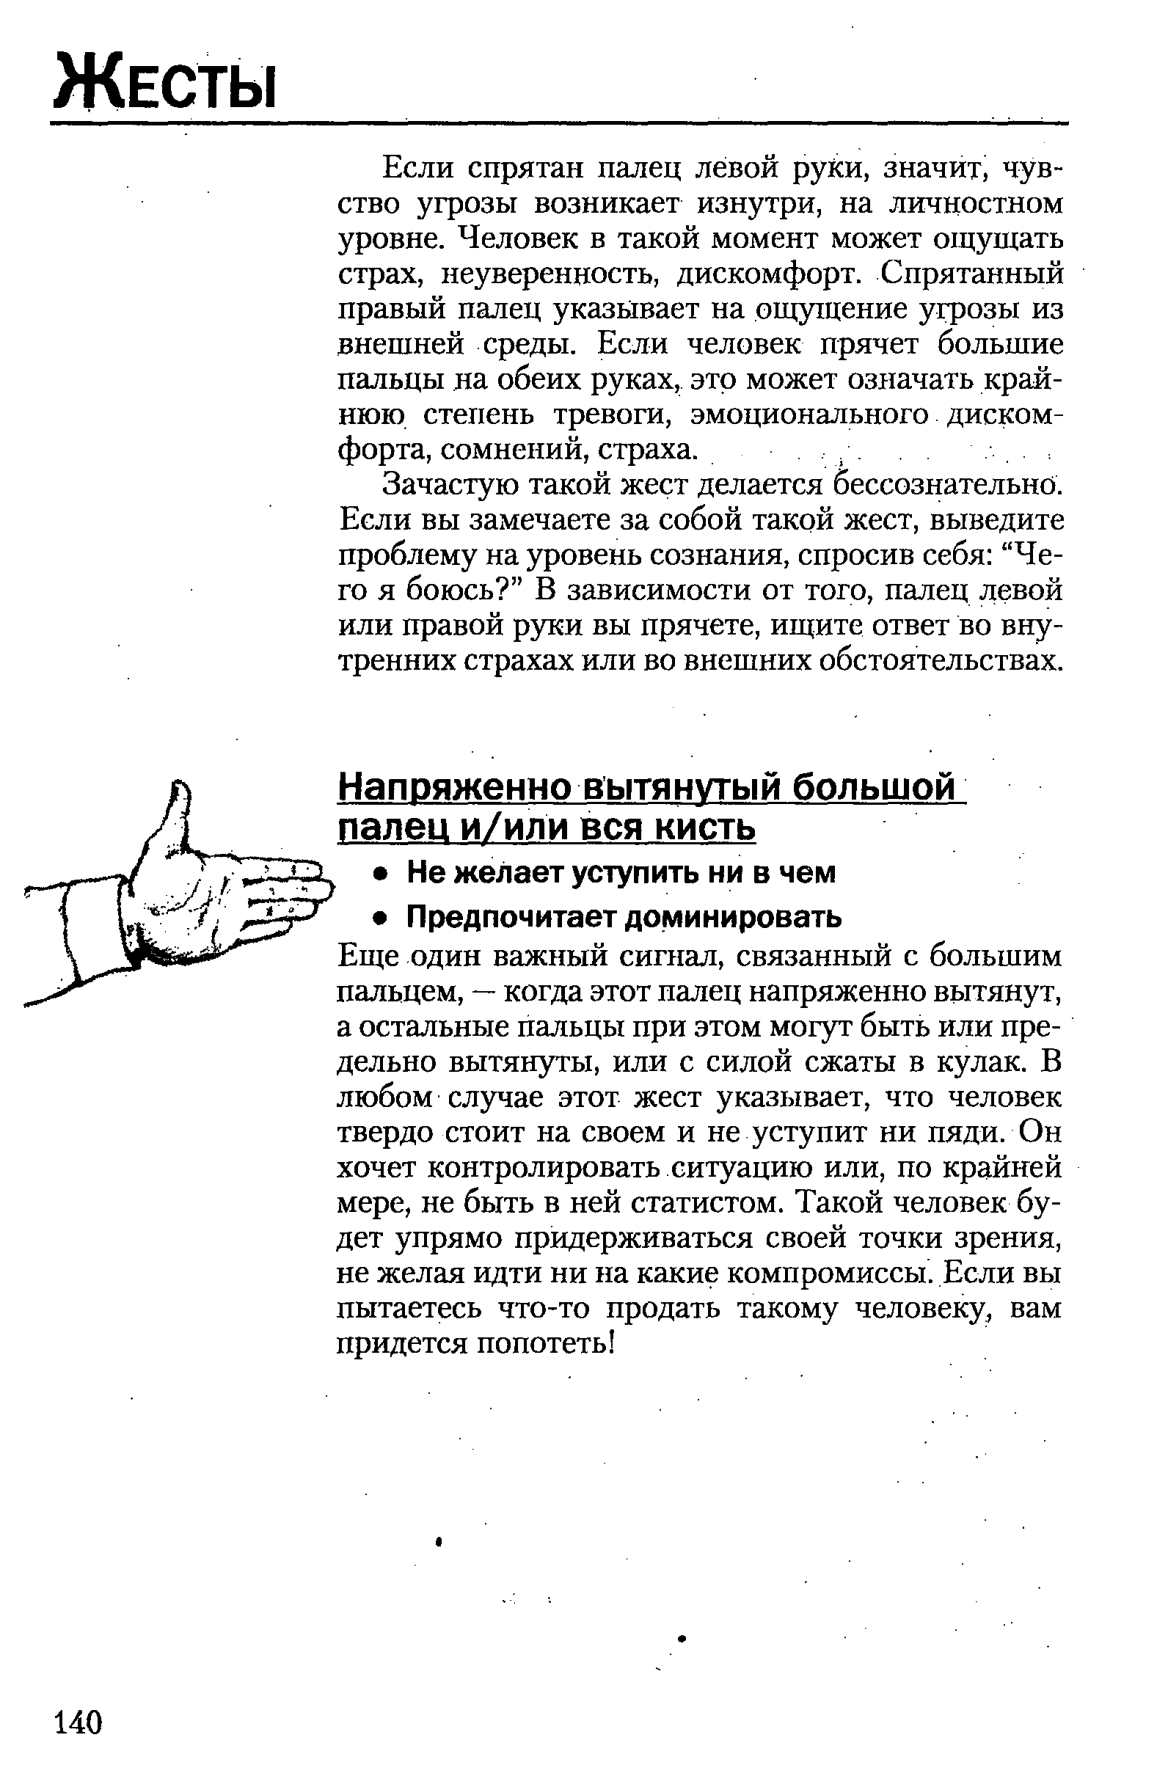 Жесты
Если спрятан палец левой руки, значит, чув-
ство угрозы возникает изнутри, на личностном
уровне. Человек в такой момент может ощущать
страх, неуверенность, дискомфорт. Спрятанный
правый палец указывает на ощущение угрозы из
внешней среды. Если человек прячет большие
пальцы на обеих руках, это может означать край-
нюю степень тревоги, эмоционального диском-
форта, сомнений, страха.
Зачастую такой жест делается бессознательно.
Если вы замечаете за собой такой жест, выведите
проблему на уровень сознания, спросив себя: “Че-
го я боюсь?” В зависимости от того, палец левой
или правой руки вы прячете, ищите ответ во вну-
тренних страхах или во внешних обстоятельствах.
Напряженно вытянутый большой
палец и/или вся кисть
• Не желает уступить ни в чем
• Предпочитает доминировать
Еще один важный сигнал, связанный с большим
пальцем, — когда этот палец напряженно вытянут,
а остальные пальцы при этом могут быть или пре-
дельно вытянуты, или с силой сжаты в кулак. В
любом случае этот жест указывает, что человек
твердо стоит на своем и не уступит ни пяди. Он
хочет контролировать ситуацию или, по крайней
мере, не быть в ней статистом. Такой человек бу-
дет упрямо придерживаться своей точки зрения,
не желая идти ни на какие компромиссы. Если вы
пытаетесь что-то продать такому человеку, вам
придется попотеть!
140